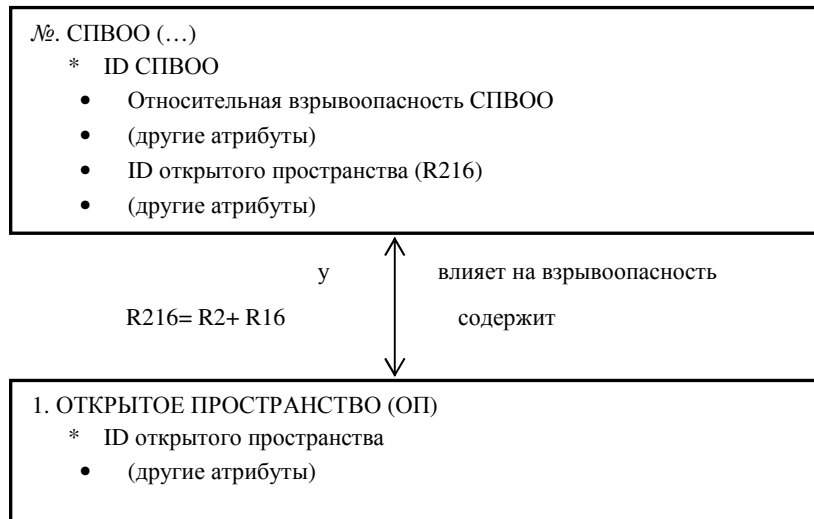 №. СПВОО (…)
* ID СПВОО
• Относительная взрывоопасность СПВОО
• (другие атрибуты)
• ID открытого пространства (R216)
• (другие атрибуты)
у влияет на взрывоопасность
R216= R2+ R16 содержит
1. ОТКРЫТОЕ ПРОСТРАНСТВО (ОП)
* ID открытого пространства
• (другие атрибуты)